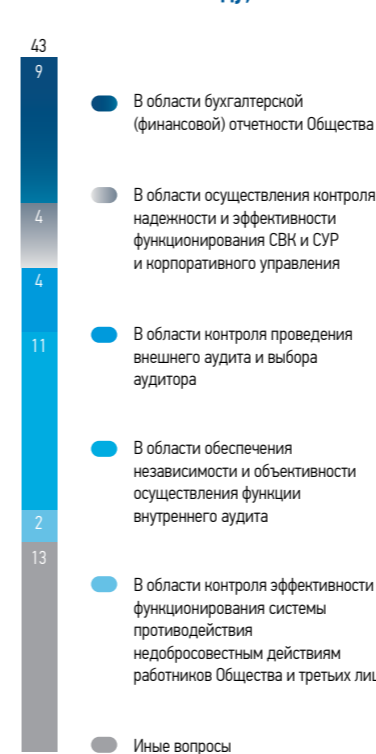 43
9
4
4
11
2
13
В области бухгалтерской
(финансовой) отчетности Общества
В области осуществления контроля
надежности и эффективности
функционирования СВК и СУР
и корпоративного управления
В области контроля проведения
внешнего аудита и выбора
аудитора
В области обеспечения
независимости и объективности
осуществления функции
внутреннего аудита
В области контроля эффективности
функционирования системы
противодействия
недобросовестным действиям
работников Общества и третьих лиц
Иные вопросы